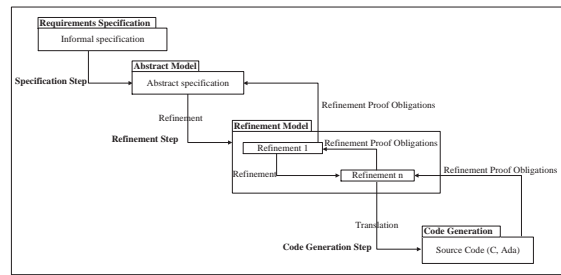 Requirements Specification
Informal specification
Abstract Model
Specification Step
Abstract specification
Refinement Proof Obligations
Refinement
Refinement Model
Refinement Step
Refinement 1
Refinement Proof Obligations
Refinement Proof Obligations
Refinement
Refinement n
Translation
Code Generation
Code Generation Step
Source Code (C, Ada)